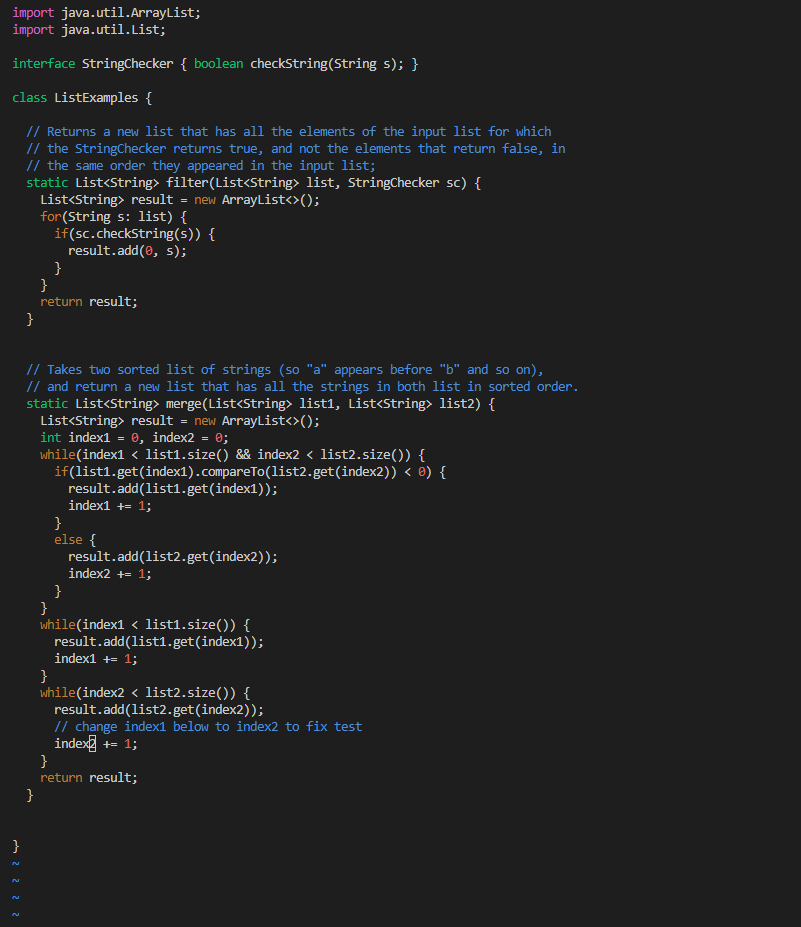 import java.util.ArrayList;
import java.util.List;

interface StringChecker { boolean checkString(String s); }

class ListExamples {

  // Returns a new list that has all the elements of the input list for which
  // the StringChecker returns true, and not the elements that return false, in
  // the same order they appeared in the input list;
  static List<String> filter(List<String> list, StringChecker sc) {
    List<String> result = new ArrayList<>();
    for(String s: list) {
      if(sc.checkString(s)) {
        result.add(0, s);
      }
    }
    return result;
  }


  // Takes two sorted list of strings (so "a" appears before "b" and so on),
  // and return a new list that has all the strings in both list in sorted order.
  static List<String> merge(List<String> list1, List<String> list2) {
    List<String> result = new ArrayList<>();
    int index1 = 0, index2 = 0;
    while(index1 < list1.size() && index2 < list2.size()) {
      if(list1.get(index1).compareTo(list2.get(index2)) < 0) {
        result.add(list1.get(index1));
        index1 += 1;
      }
      else {
        result.add(list2.get(index2));
        index2 += 1;
      }
    }
    while(index1 < list1.size()) {
      result.add(list1.get(index1));
      index1 += 1;
    }
    while(index2 < list2.size()) {
      result.add(list2.get(index2));
      // change index1 below to index2 to fix test
      index2 += 1;
    }
    return result;
  }


}
~
~
~
~